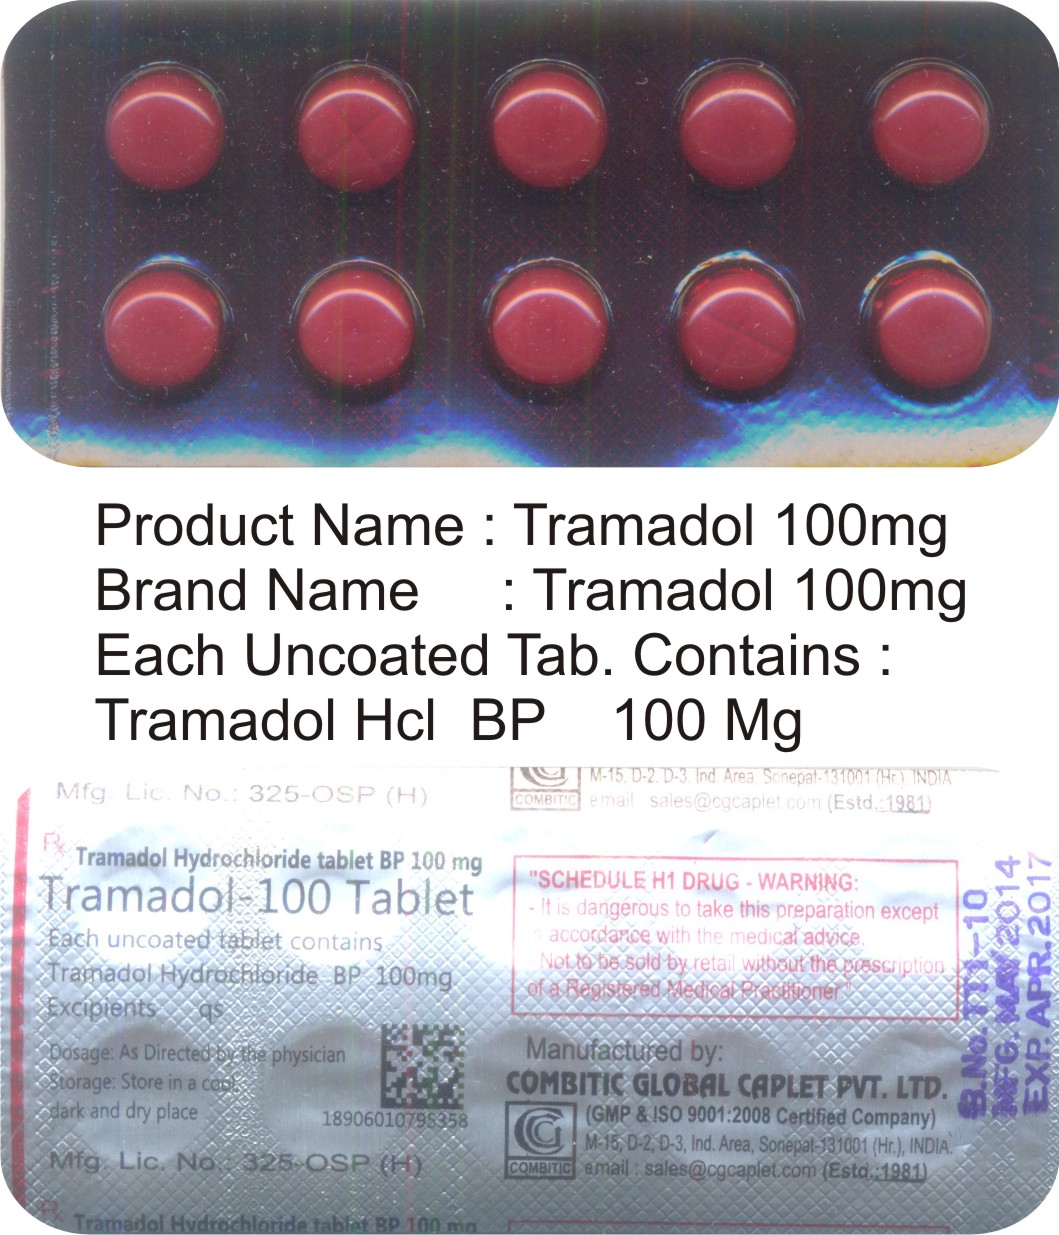 Product Name : Tramadol 100mg
Brand Name : Tramadol 100mg
Each Uncoated Tab. Contains :
Tramadol Hcl BP 100 Mg
Mfg. Lic. No.: 325-OSP (H)
M-15, D-2, D-3, Ind. Area, Sonepat-131001 (Hr.), INDIA
COMBITIC
email : sales@cgcaplet.com (Estd.:1981)
Rx
Tramadol Hydrochloride tablet BP 100 mg
Tramadol-100 Tablet
Each uncoated tablet contains
Tramadol Hydrochloride BP 100mg
Excipients qs
Dosage: As Directed by the physician
Storage: Store in a cool,
dark and dry place
18906010795358
Mfg. Lic. No.: 325-OSP (H)
"SCHEDULE H1 DRUG - WARNING:
- It is dangerous to take this preparation except
in accordance with the medical advice.
- Not to be sold by retail without the prescription
of a Registered Medical Practitioner."
Manufactured by:
COMBITIC GLOBAL CAPLET PVT. LTD.
(GMP & ISO 9001:2008 Certified Company)
M-15, D-2, D-3, Ind. Area, Sonepat-131001 (Hr.), INDIA.
COMBITIC
email : sales@cgcaplet.com (Estd.:1981)
B.No. TT1-10
MFG. MAY 2014
EXP. APR. 2017
Rx
Tramadol Hydrochloride tablet BP 100 mg